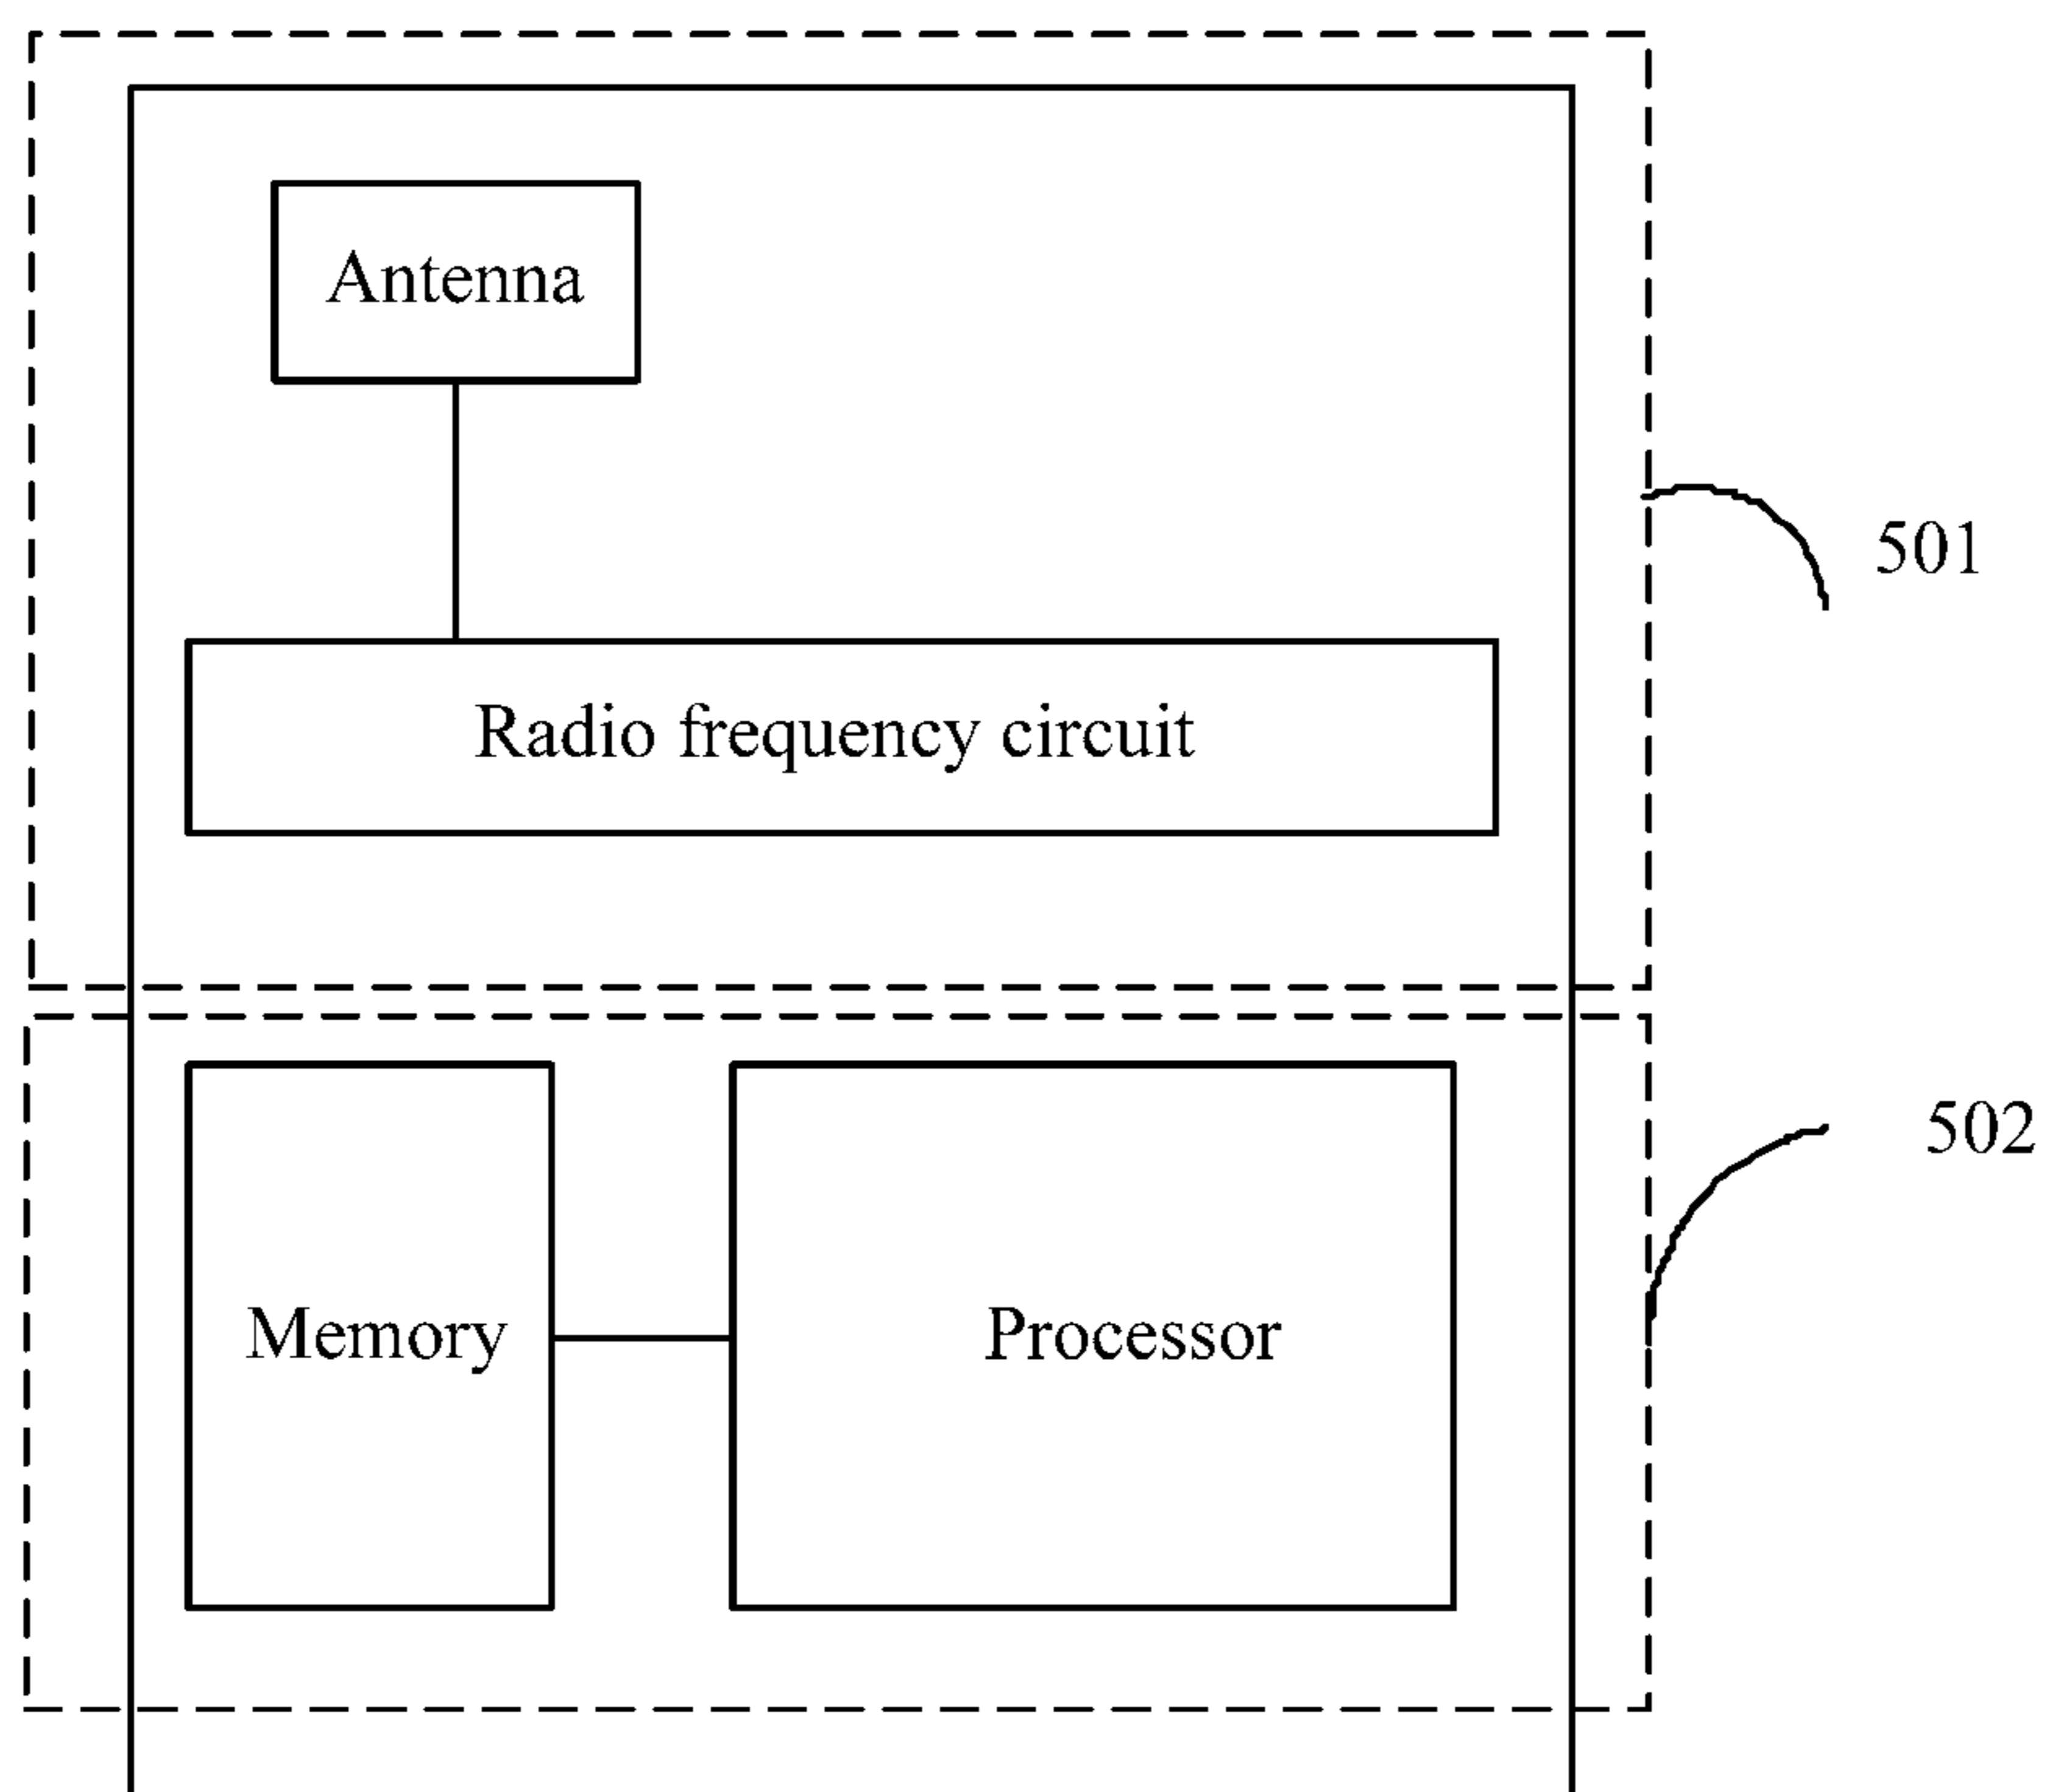 Antenna
501
Radio frequency circuit
502
Memory
Processor